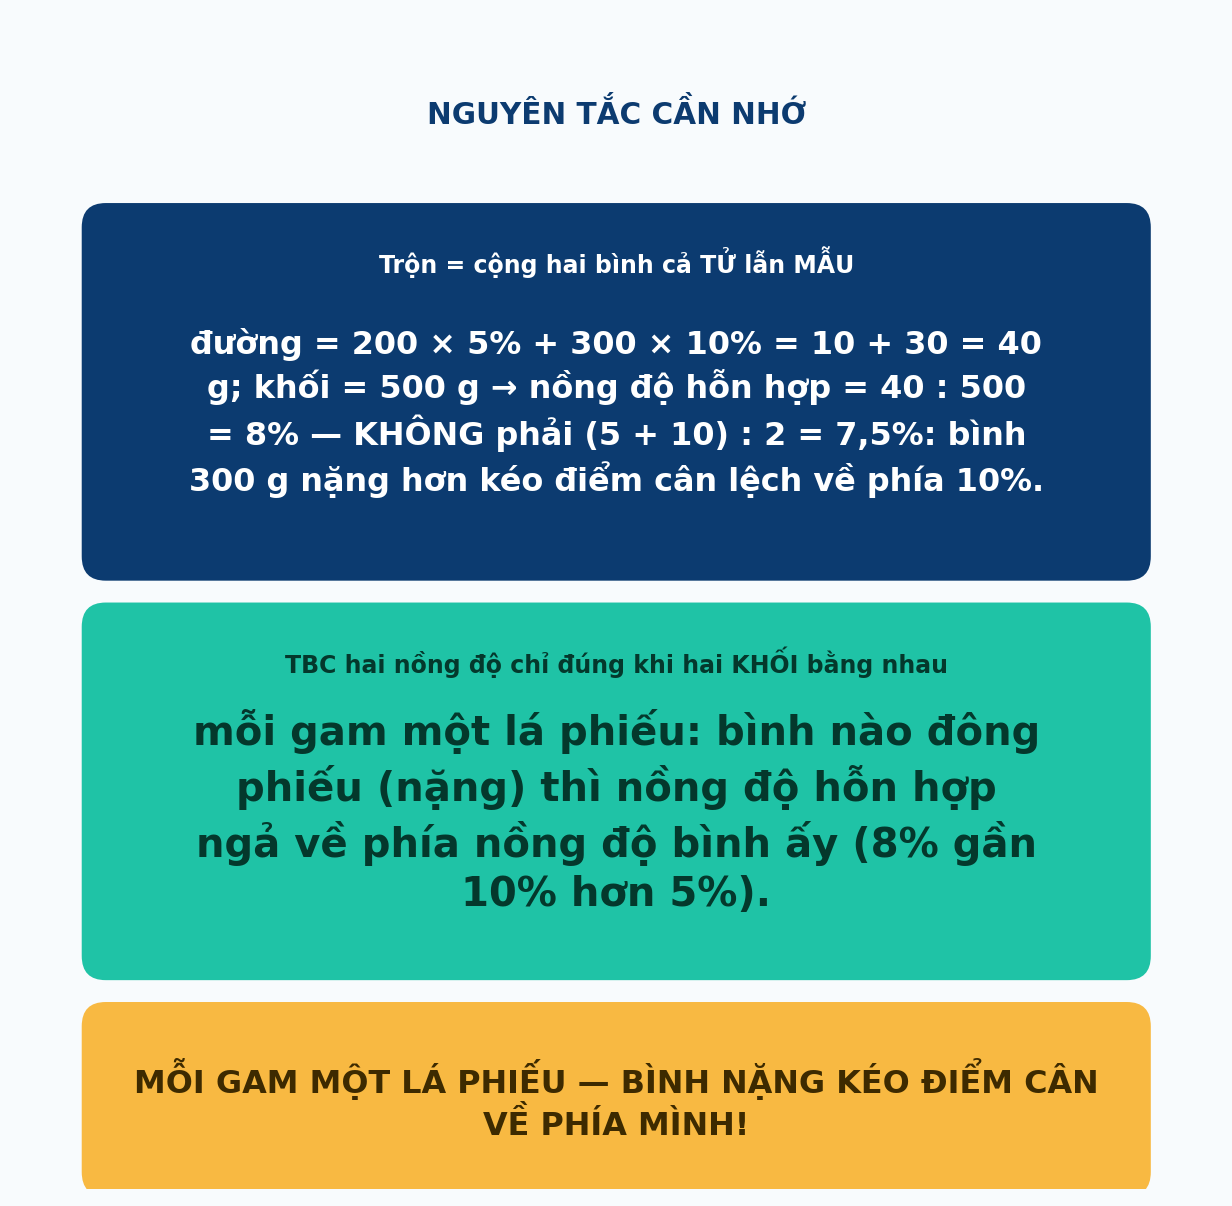 NGUYÊN TẮC CẦN NHỚ
Trộn = cộng hai bình cả TỬ lẫn MẪU
đường = 200 × 5% + 300 × 10% = 10 + 30 = 40
g; khối = 500 g → nồng độ hỗn hợp = 40 : 500
= 8% — KHÔNG phải (5 + 10) : 2 = 7,5%: bình
300 g nặng hơn kéo điểm cân lệch về phía 10%.
TBC hai nồng độ chỉ đúng khi hai KHỐI bằng nhau
mỗi gam một lá phiếu: bình nào đông
phiếu (nặng) thì nồng độ hỗn hợp
ngả về phía nồng độ bình ấy (8% gần
10% hơn 5%).
MỖI GAM MỘT LÁ PHIẾU — BÌNH NẶNG KÉO ĐIỂM CÂN
VỀ PHÍA MÌNH!